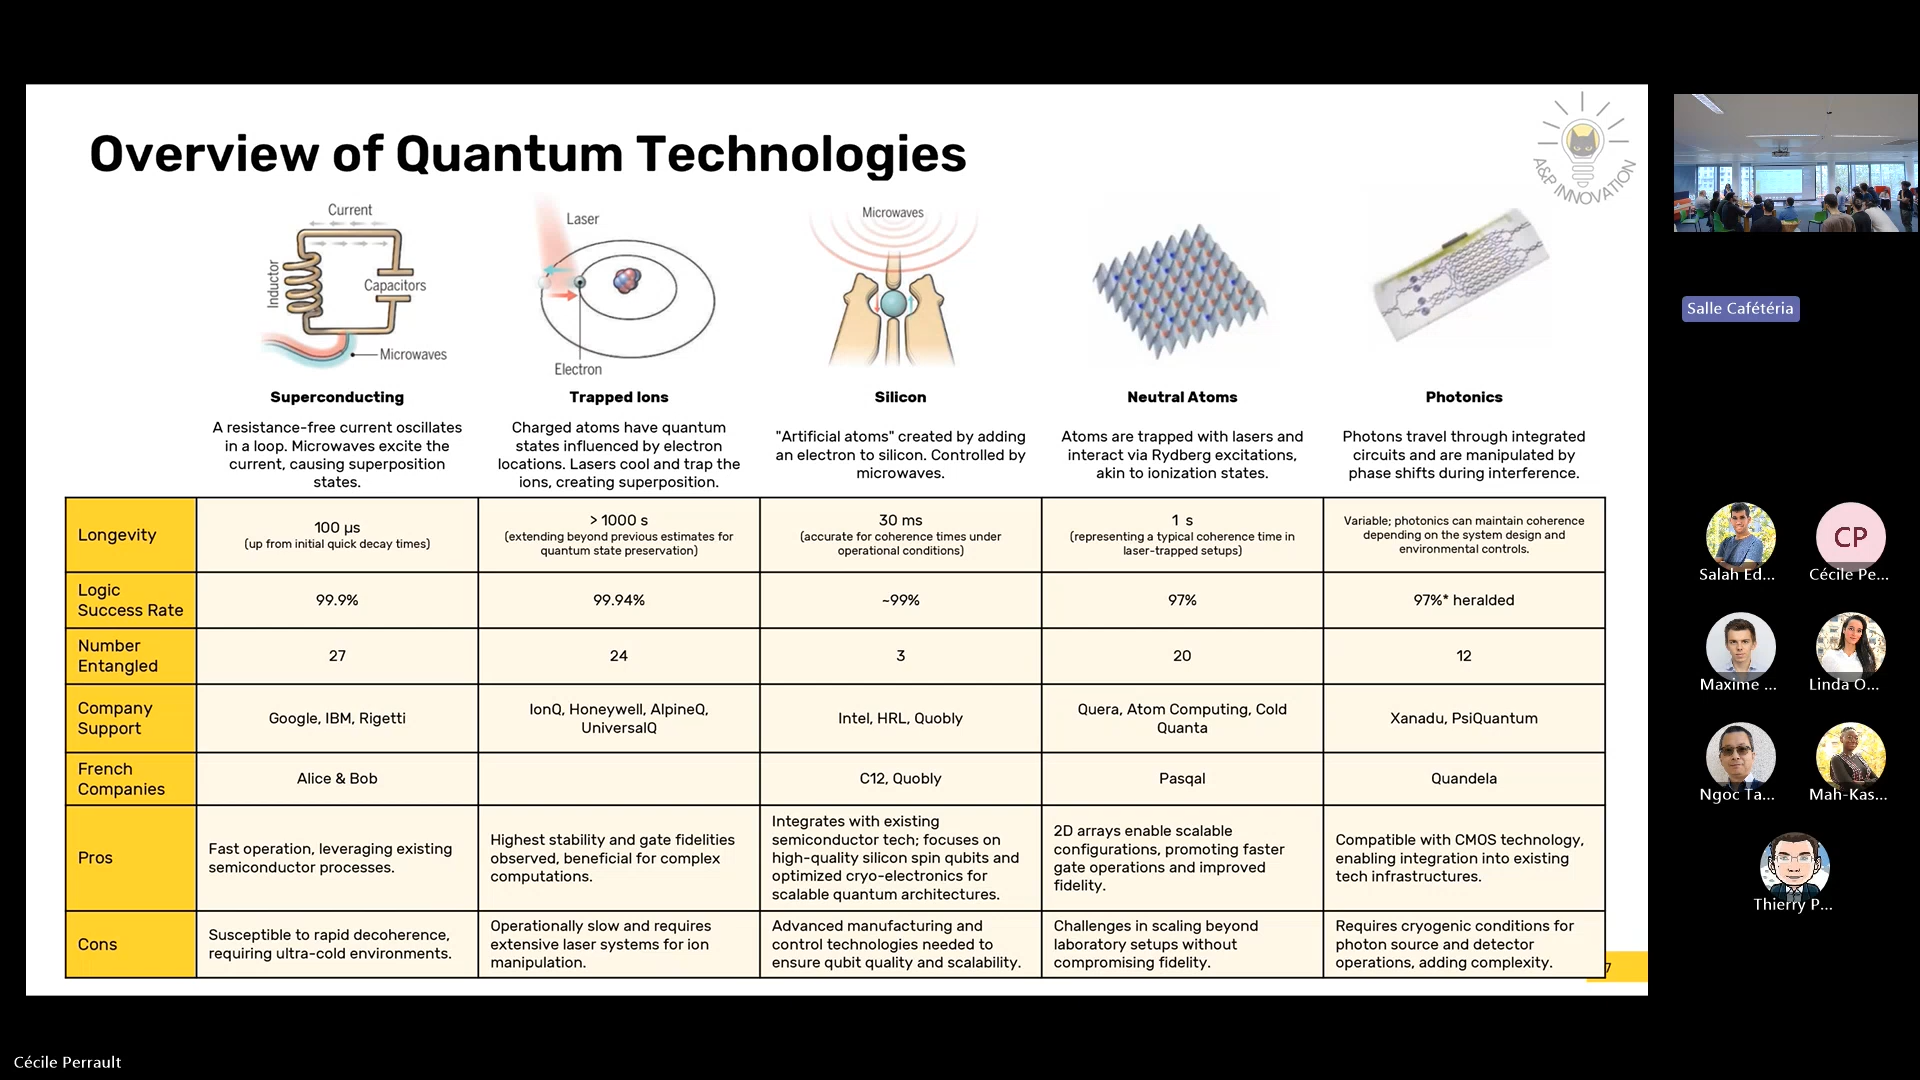 Overview of Quantum Technologies
A&P INNOVATION
Current
Inductor
Capacitors
Microwaves
Laser
Electron
Microwaves
Superconducting
A resistance-free current oscillates
in a loop. Microwaves excite the
current, causing superposition
states.
Trapped Ions
Charged atoms have quantum
states influenced by electron
locations. Lasers cool and trap the
ions, creating superposition.
Silicon
"Artificial atoms" created by adding
an electron to silicon. Controlled by
microwaves.
Neutral Atoms
Atoms are trapped with lasers and
interact via Rydberg excitations,
akin to ionization states.
Photonics
Photons travel through integrated
circuits and are manipulated by
phase shifts during interference.
Longevity
100 µs
(up from initial quick decay times)
> 1000 s
(extending beyond previous estimates for
quantum state preservation)
30 ms
(accurate for coherence times under
operational conditions)
1 s
(representing a typical coherence time in
laser-trapped setups)
Variable; photonics can maintain coherence
depending on the system design and
environmental controls.
Logic
Success Rate
99.9%
99.94%
~99%
97%
97%* heralded
Number
Entangled
27
24
3
20
12
Company
Support
Google, IBM, Rigetti
IonQ, Honeywell, AlpineQ,
UniversalQ
Intel, HRL, Quobly
Quera, Atom Computing, Cold
Quanta
Xanadu, PsiQuantum
French
Companies
Alice & Bob
C12, Quobly
Pasqal
Quandela
Pros
Fast operation, leveraging existing
semiconductor processes.
Highest stability and gate fidelities
observed, beneficial for complex
computations.
Integrates with existing
semiconductor tech; focuses on
high-quality silicon spin qubits and
optimized cryo-electronics for
scalable quantum architectures.
2D arrays enable scalable
configurations, promoting faster
gate operations and improved
fidelity.
Compatible with CMOS technology,
enabling integration into existing
tech infrastructures.
Cons
Susceptible to rapid decoherence,
requiring ultra-cold environments.
Operationally slow and requires
extensive laser systems for ion
manipulation.
Advanced manufacturing and
control technologies needed to
ensure qubit quality and scalability.
Challenges in scaling beyond
laboratory setups without
compromising fidelity.
Requires cryogenic conditions for
photon source and detector
operations, adding complexity.
7
Salle Cafétéria
Salah Ed...
CP
Cécile Pe...
Maxime ...
Linda O...
Ngoc Ta...
Mah-Kas...
Thierry P...
Cécile Perrault